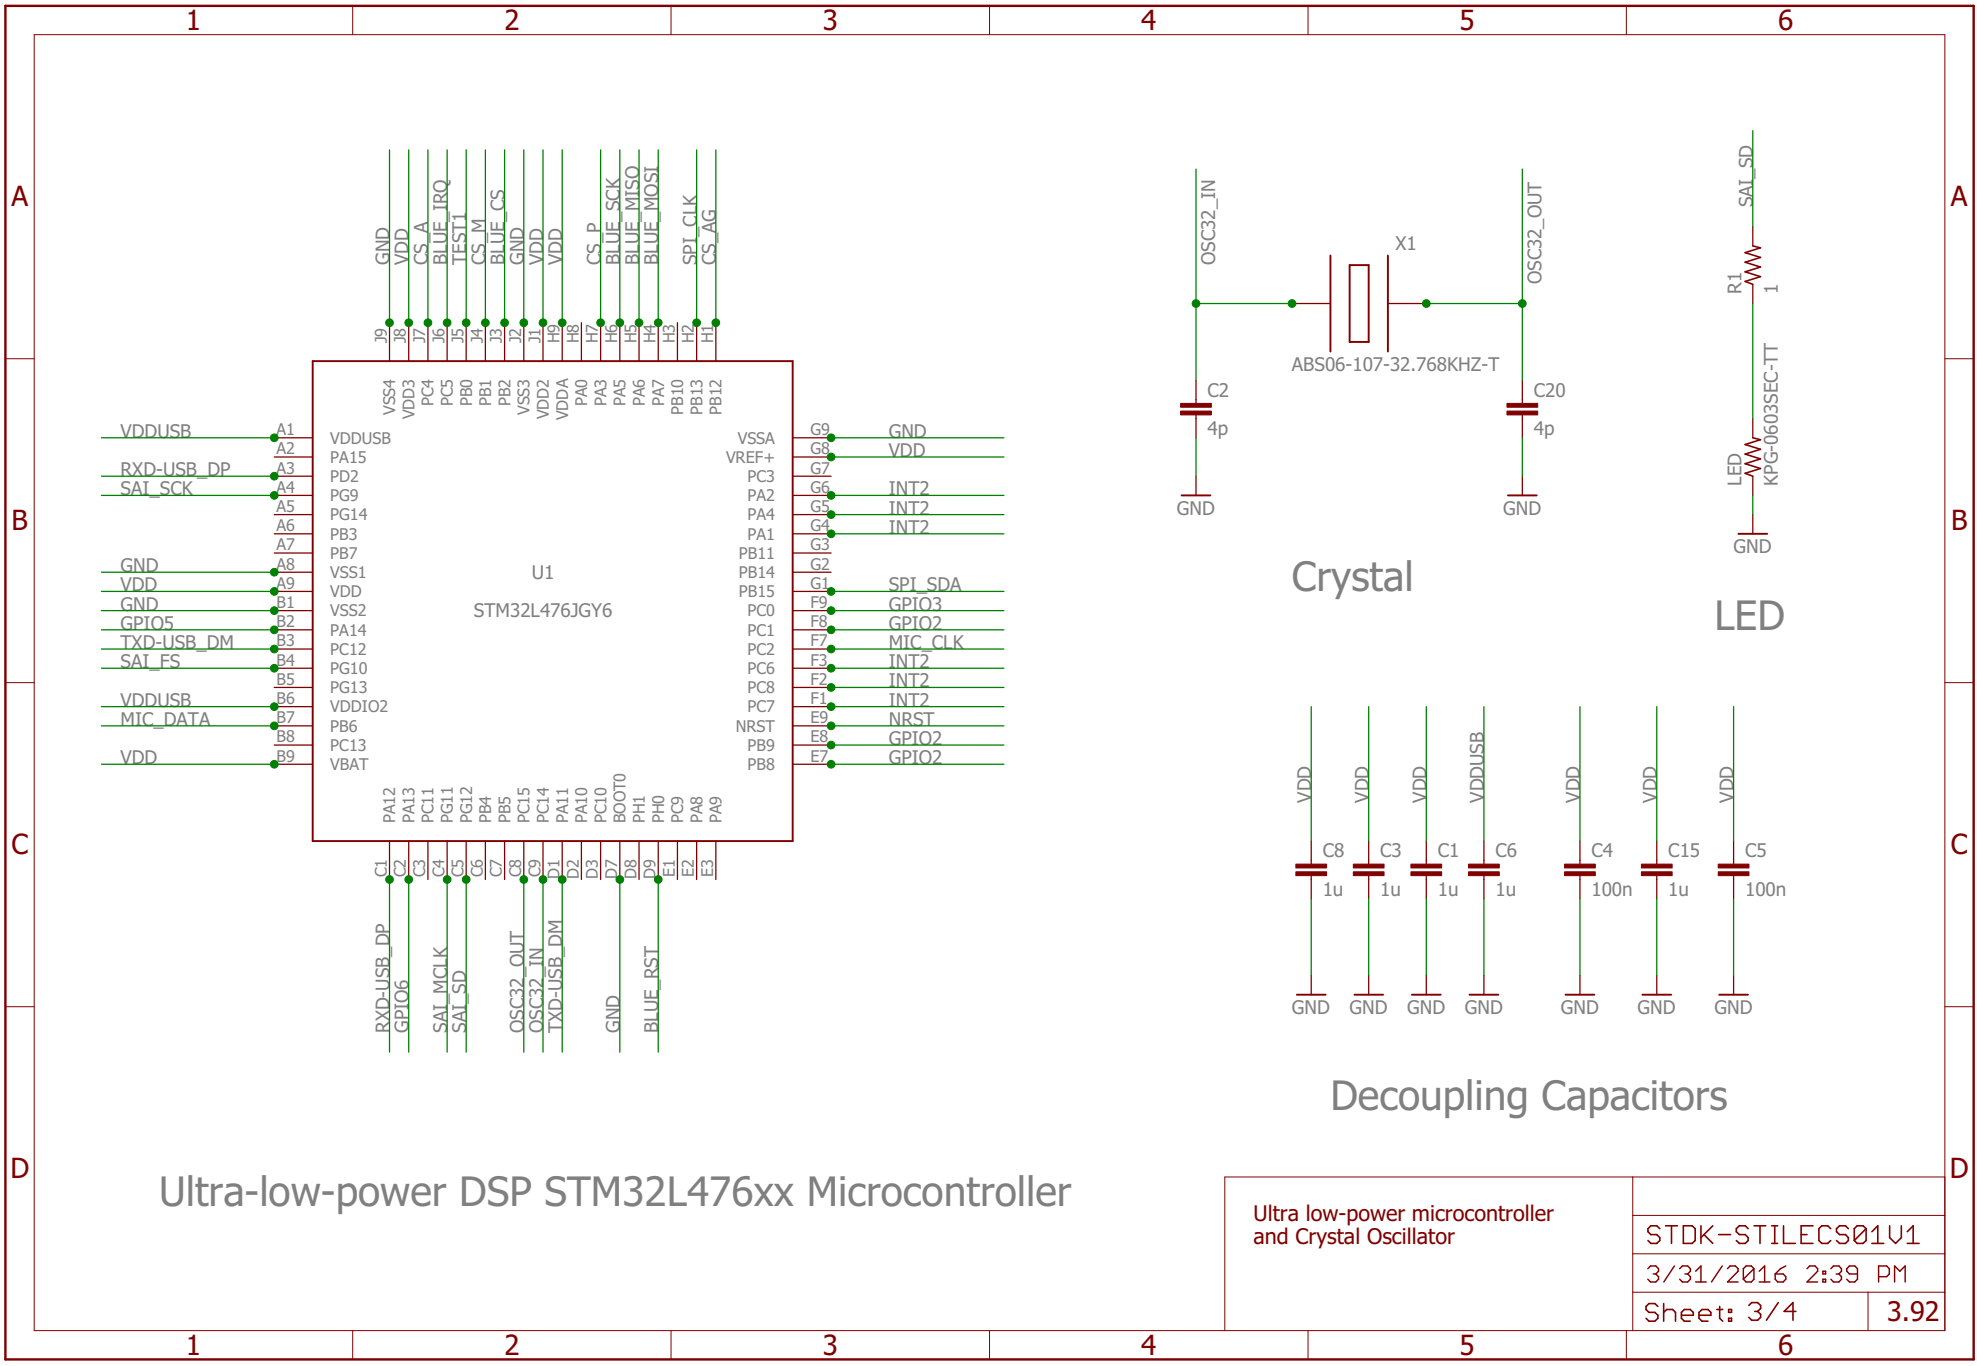 1 2 3 4 5 6
A A
B B
C C
D D
1 2 3 4 5 6
GND
VDD
CS_A
BLUE_IRQ
TEST1
CS_M
BLUE_CS
GND
VDD
VDD
CS_P
BLUE_SCK
BLUE_MISO
BLUE_MOSI
SPI_CLK
CS_AG
J9 J8 J7 J6 J5 J4 J3 J2 J1 H9 H8 H7 H6 H5 H4 H3 H2 H1
VSS4 VDD3 PC4 PC5 PB0 PB1 PB2 VSS3 VDD2 VDDA PA0 PA3 PA5 PA6 PA7 PB10 PB13 PB12
VDDUSB A1 VDDUSB
A2 PA15
RXD-USB_DP A3 PD2
SAI_SCK A4 PG9
A5 PG14
A6 PB3
A7 PB7
GND A8 VSS1
VDD A9 VDD
GND B1 VSS2
GPIO5 B2 PA14
TXD-USB_DM B3 PC12
SAI_FS B4 PG10
B5 PG13
VDDUSB B6 VDDIO2
MIC_DATA B7 PB6
B8 PC13
VDD B9 VBAT
U1
STM32L476JGY6
VSSA G9 GND
VREF+ G8 VDD
PC3 G7
PA2 G6 INT2
PA4 G5 INT2
PA1 G4 INT2
PB11 G3
PB14 G2
PB15 G1 SPI_SDA
PC0 F9 GPIO3
PC1 F8 GPIO2
PC2 F7 MIC_CLK
PC6 F3 INT2
PC8 F2 INT2
PC7 F1 INT2
NRST E9 NRST
PB9 E8 GPIO2
PB8 E7 GPIO2
PA12 PA13 PC11 PG11 PG12 PB4 PB5 PC15 PC14 PA11 PA10 PC10 BOOT0 PH1 PH0 PC9 PA8 PA9
C1 C2 C3 C4 C5 C6 C7 C8 C9 D1 D2 D3 D7 D8 D9 E1 E2 E3
RXD-USB_DP
GPIO6
SAI_MCLK
SAI_SD
OSC32_OUT
OSC32_IN
TXD-USB_DM
GND
BLUE_RST
Ultra-low-power DSP STM32L476xx Microcontroller
OSC32_IN
OSC32_OUT
X1
ABS06-107-32.768KHZ-T
C2
4p
C20
4p
GND
GND
Crystal
SAI_SD
R1
1
LED
KPG-0603SEC-TT
GND
LED
VDD VDD VDD VDDUSB VDD VDD VDD
C8 C3 C1 C6 C4 C15 C5
1u 1u 1u 1u 100n 1u 100n
GND GND GND GND GND GND GND
Decoupling Capacitors
Ultra low-power microcontroller
and Crystal Oscillator
STDK-STILECS01V1
3/31/2016 2:39 PM
Sheet: 3/4 3.92